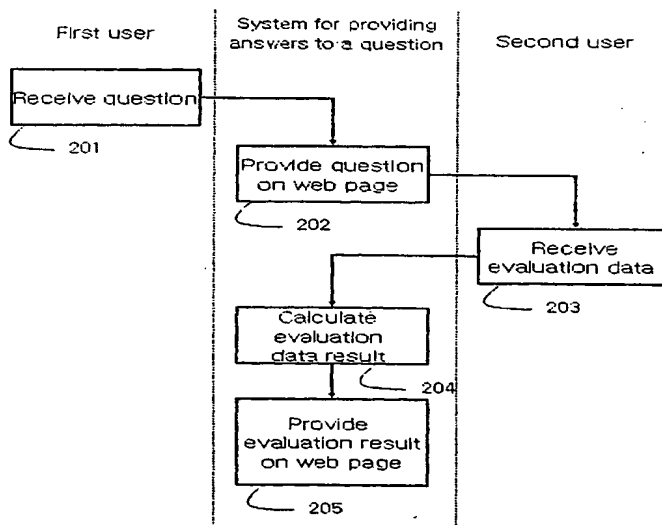 First user
System for providing
answers to a question
Second user
Receive question
201
Provide question
on web page
202
Receive
evaluation data
203
Calculate
evaluation
data result
204
Provide
evaluation result
on web page
205